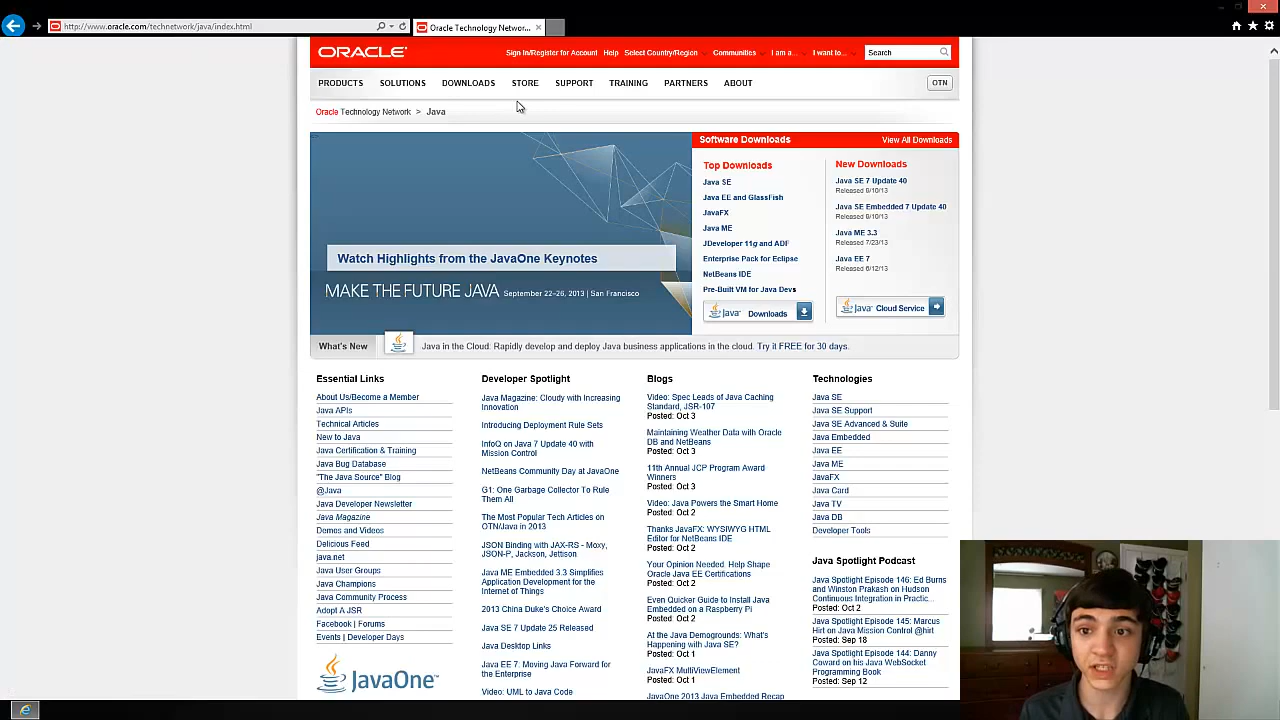 http://www.oracle.com/technetwork/java/index.html
Oracle Technology Networ...
ORACLE
Sign In/Register for Account
Help
Select Country/Region
Communities
I am a...
I want to...
Search
PRODUCTS
SOLUTIONS
DOWNLOADS
STORE
SUPPORT
TRAINING
PARTNERS
ABOUT
OTN
Oracle Technology Network > Java
Watch Highlights from the JavaOne Keynotes
MAKE THE FUTURE JAVA September 22-26, 2013 | San Francisco
Software Downloads
View All Downloads
Top Downloads
Java SE
Java EE and GlassFish
JavaFX
Java ME
JDeveloper 11g and ADF
Enterprise Pack for Eclipse
NetBeans IDE
Pre-Built VM for Java Devs
Java Downloads
New Downloads
Java SE 7 Update 40
Released 8/10/13
Java SE Embedded 7 Update 40
Released 8/10/13
Java ME 3.3
Released 7/23/13
Java EE 7
Released 6/12/13
Java Cloud Service
What's New
Java in the Cloud: Rapidly develop and deploy Java business applications in the cloud. Try it FREE for 30 days.
Essential Links
About Us/Become a Member
Java APIs
Technical Articles
New to Java
Java Certification & Training
Java Bug Database
"The Java Source" Blog
@Java
Java Developer Newsletter
Java Magazine
Demos and Videos
Delicious Feed
java.net
Java User Groups
Java Champions
Java Community Process
Adopt A JSR
Facebook | Forums
Events | Developer Days
JavaOne™
Developer Spotlight
Java Magazine: Cloudy with Increasing
Innovation
Introducing Deployment Rule Sets
InfoQ on Java 7 Update 40 with
Mission Control
NetBeans Community Day at JavaOne
G1: One Garbage Collector To Rule
Them All
The Most Popular Tech Articles on
OTN/Java in 2013
JSON Binding with JAX-RS - Moxy,
JSON-P, Jackson, Jettison
Java ME Embedded 3.3 Simplifies
Application Development for the
Internet of Things
2013 China Duke's Choice Award
Java SE 7 Update 25 Released
Java Desktop Links
Java EE 7: Moving Java Forward for
the Enterprise
Video: UML to Java Code
Blogs
Video: Spec Leads of Java Caching
Standard, JSR-107
Posted: Oct 3
Maintaining Weather Data with Oracle
DB and NetBeans
Posted: Oct 3
11th Annual JCP Program Award
Winners
Posted: Oct 3
Video: Java Powers the Smart Home
Posted: Oct 2
Thanks JavaFX: WYSIWYG HTML
Editor for NetBeans IDE
Posted: Oct 2
Your Opinion Needed: Help Shape
Oracle Java EE Certifications
Posted: Oct 2
Even Quicker Guide to Install Java
Embedded on a Raspberry Pi
Posted: Oct 2
At the Java Demogrounds: What's
Happening with Java SE?
Posted: Oct 1
JavaFX MultiViewElement
Posted: Oct 1
JavaOne 2013 Java Embedded Recap
Technologies
Java SE
Java SE Support
Java SE Advanced & Suite
Java Embedded
Java EE
Java ME
JavaFX
Java Card
Java TV
Java DB
Developer Tools
Java Spotlight Podcast
Java Spotlight Episode 146: Ed Burns
and Winston Prakash on Hudson
Continuous Integration in Practic...
Posted: Oct 2
Java Spotlight Episode 145: Marcus
Hirt on Java Mission Control @hirt
Posted: Sep 18
Java Spotlight Episode 144: Danny
Coward on his Java WebSocket
Programming Book
Posted: Sep 12